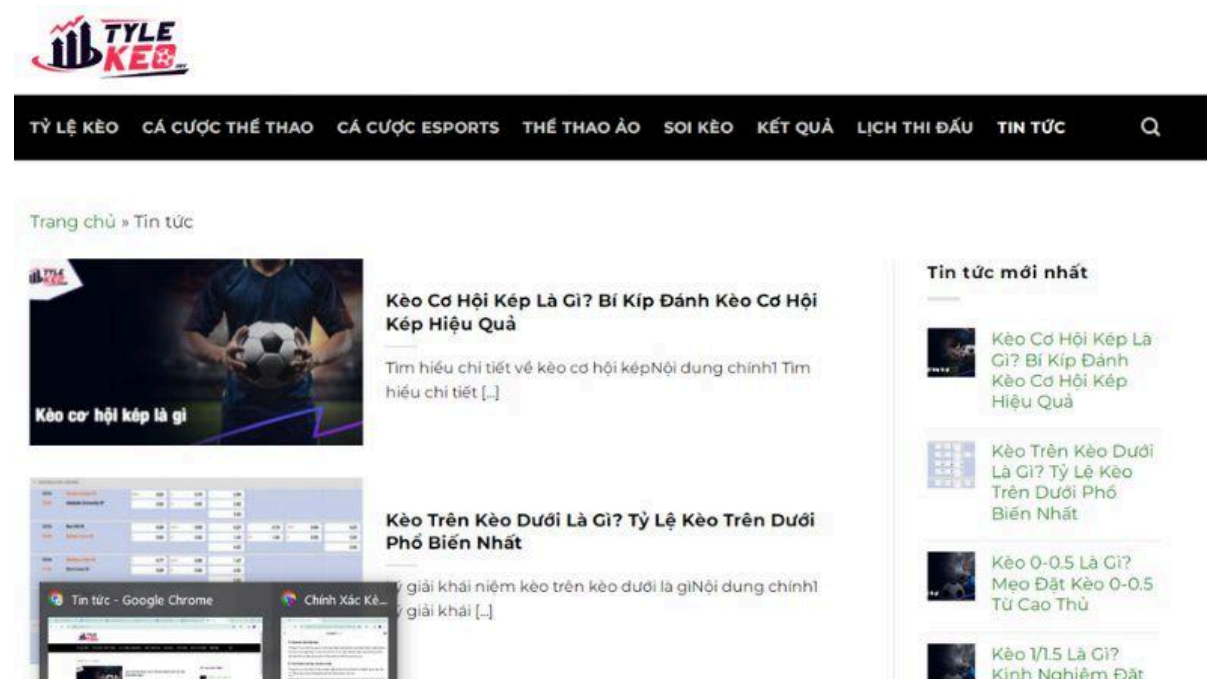 TYLE
KEO
TỶ LỆ KÈO CÁ CƯỢC THỂ THAO CÁ CƯỢC ESPORTS THỂ THAO ẢO SOI KÈO KẾT QUẢ LỊCH THI ĐẤU TIN TỨC
Trang chủ » Tin tức
TYLE
KEO
Kèo cơ hội kép là gì
Kèo Cơ Hội Kép Là Gì? Bí Kíp Đánh Kèo Cơ Hội
Kép Hiệu Quả
Tìm hiểu chi tiết về kèo cơ hội képNội dung chính1 Tìm
hiểu chi tiết [...]
Kèo Trên Kèo Dưới Là Gì? Tỷ Lệ Kèo Trên Dưới
Phổ Biến Nhất
giải khái niệm kèo trên kèo dưới là gìNội dung chính1
giải khái [...]
Tin tức - Google Chrome
Chính Xác Kè...
Tin tức mới nhất
Kèo Cơ Hội Kép Là
Gì? Bí Kíp Đánh
Kèo Cơ Hội Kép
Hiệu Quả
Kèo Trên Kèo Dưới
Là Gì? Tỷ Lệ Kèo
Trên Dưới Phổ
Biến Nhất
Kèo 0-0.5 Là Gì?
Mẹo Đặt Kèo 0-0.5
Từ Cao Thủ
Kèo 1/1.5 Là Gì?
Kinh Nghiệm Đặt